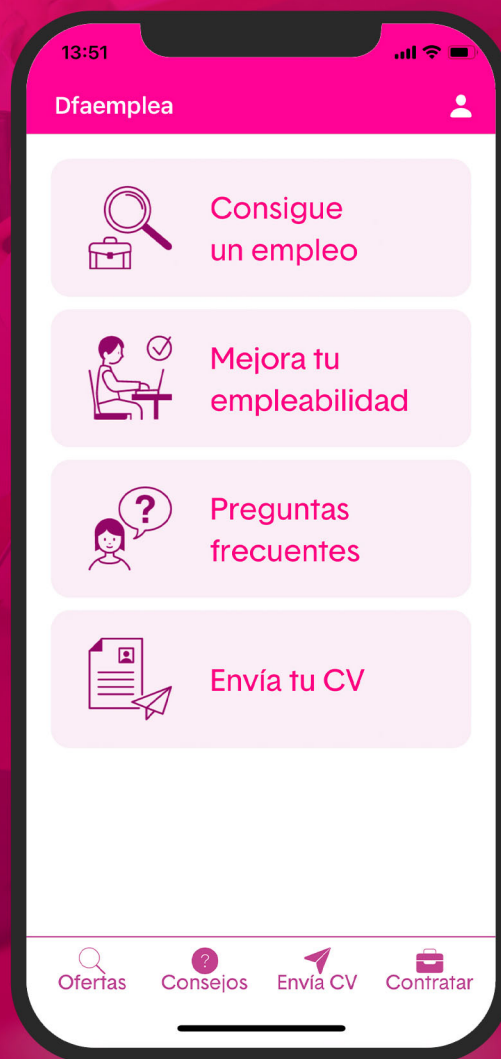 13:51
Dfaemplea
Consigue
un empleo
Mejora tu
empleabilidad
?
Preguntas
frecuentes
Envía tu CV
?
Ofertas Consejos Envía CV Contratar